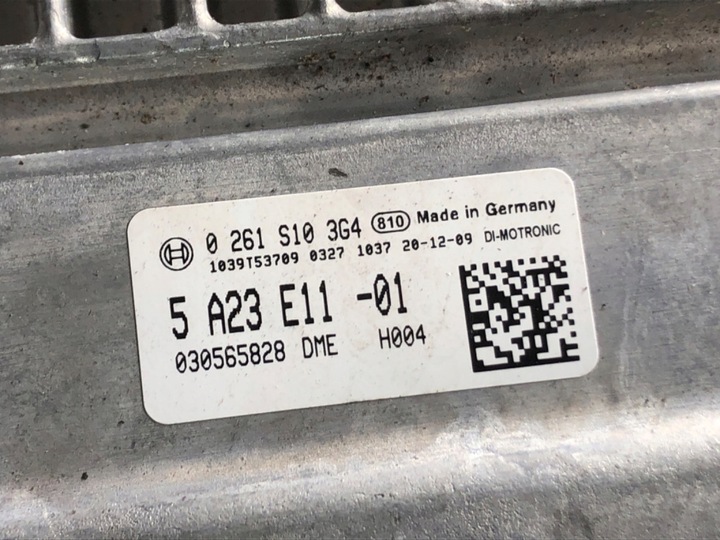 0 261 S10 3G4 810 Made in Germany
1039T53709 0327 1037 20-12-09 DI-MOTRONIC
5 A23 E11 -01
030565828 DME H004